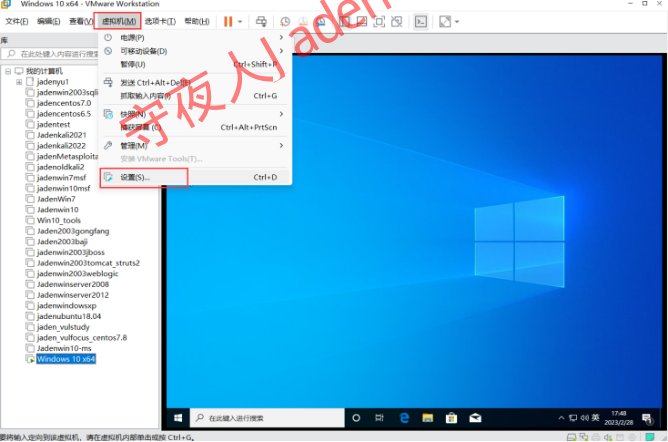 Windows 10 x64 - VMware Workstation
文件(F) 编辑(E) 查看(V) 虚拟机(M) 选项卡(T) 帮助(H)
库
在此处键入内容进行搜索
我的计算机
jadenyu1
jadenwin2003sqli
jadencentos7.0
jadencentos6.5
jadentest
Jadenkali2021
jadenkali2022
jadenMetasploita
jadenoldkali2
jadenwin7msf
jadenwin10msf
JadenWin7
Jadenwin10
Win10_tools
Jaden2003gongfang
Jaden2003baji
jadenwin2003jboss
Jadenwin2003tomcat_struts2
jadenwin2003weblogic
Jadenwinserver2008
Jadenwinserver2012
jadenwindowsxp
jadenubuntu18.04
jaden_vulstudy
jaden_vulfocus_centos7.8
Jadenwin10-ms
Windows 10 x64
电源(P)
可移动设备(D)
暂停(U) Ctrl+Shift+P
发送 Ctrl+Alt+Del(E)
抓取输入内容(I) Ctrl+G
快照(N)
捕获屏幕(C) Ctrl+Alt+PrtScn
管理(M)
安装 VMware Tools(T)...
设置(S)... Ctrl+D
守夜人Jaden
在此键入进行搜索
英
17:48
2023/2/28
要将输入定向到该虚拟机，请在虚拟机内部单击或按 Ctrl+G。